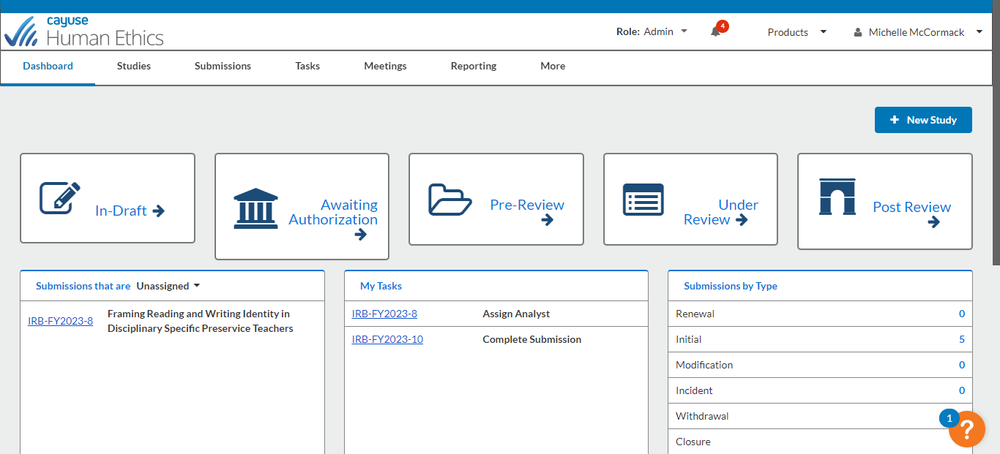 cayuse
Human Ethics
Role: Admin
4
Products
Michelle McCormack
Dashboard
Studies
Submissions
Tasks
Meetings
Reporting
More
+ New Study
In-Draft
Awaiting
Authorization
Pre-Review
Under
Review
Post Review
Submissions that are Unassigned
IRB-FY2023-8
Framing Reading and Writing Identity in
Disciplinary Specific Preservice Teachers
My Tasks
IRB-FY2023-8 Assign Analyst
IRB-FY2023-10 Complete Submission
Submissions by Type
Renewal 0
Initial 5
Modification 0
Incident 0
Withdrawal
Closure
1
?